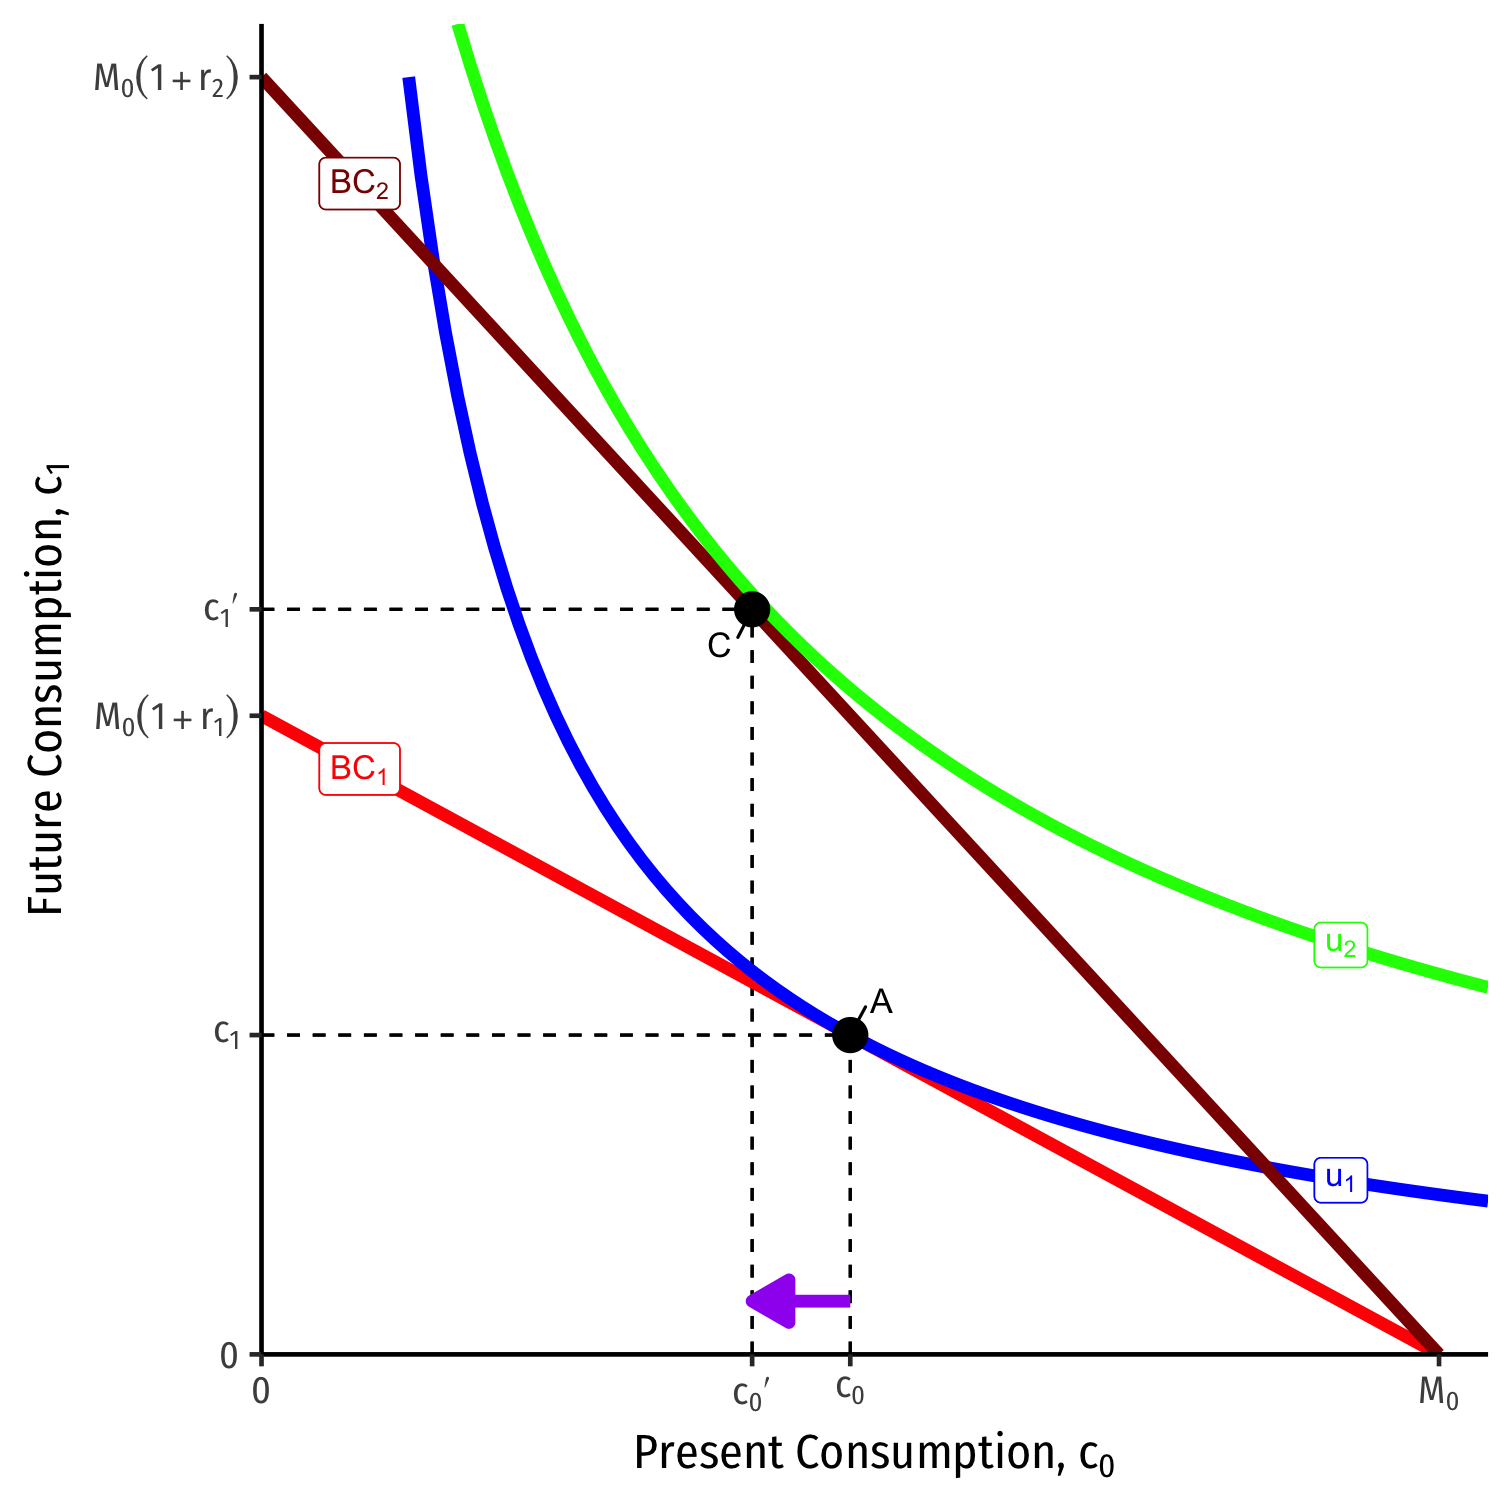 M₀(1 + r₂)
BC₂
c₁′
C
M₀(1 + r₁)
BC₁
A
c₁
u₂
u₁
0
0
c₀′
c₀
M₀
Future Consumption, c₁
Present Consumption, c₀